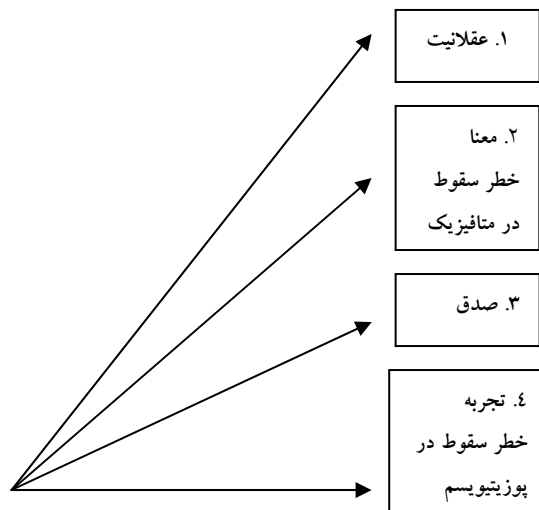 ۱. عقلانیت
۲. معنا
خطر سقوط
در متافیزیک
۳. صدق
٤. تجربه
خطر سقوط در
پوزیتیویسم